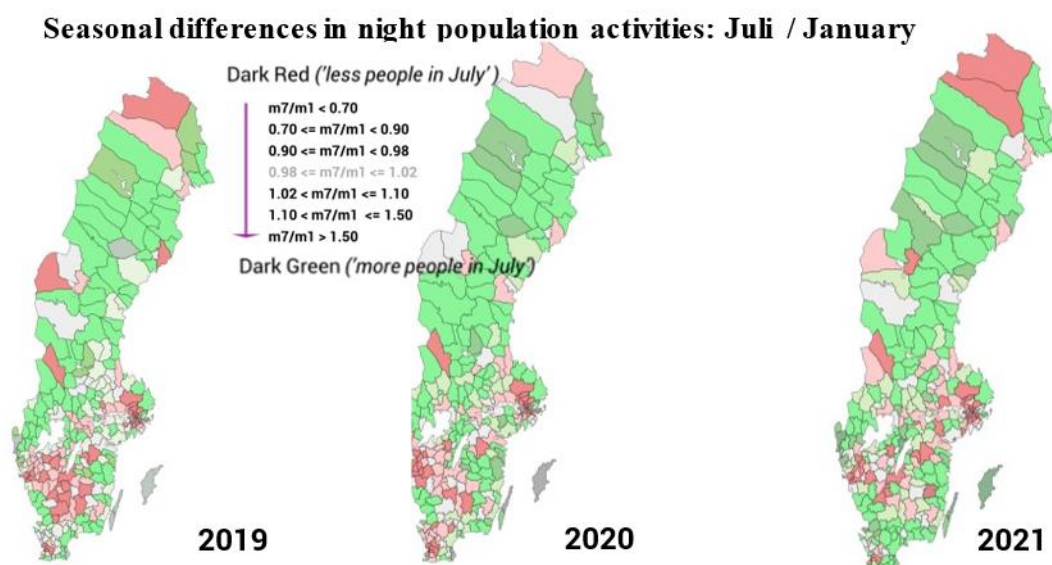 Seasonal differences in night population activities: Juli / January
Dark Red ('less people in July')
m7/m1 < 0.70
0.70 <= m7/m1 < 0.90
0.90 <= m7/m1 < 0.98
0.98 <= m7/m1 <= 1.02
1.02 < m7/m1 <= 1.10
1.10 < m7/m1 <= 1.50
m7/m1 > 1.50
Dark Green ('more people in July')
2019
2020
2021